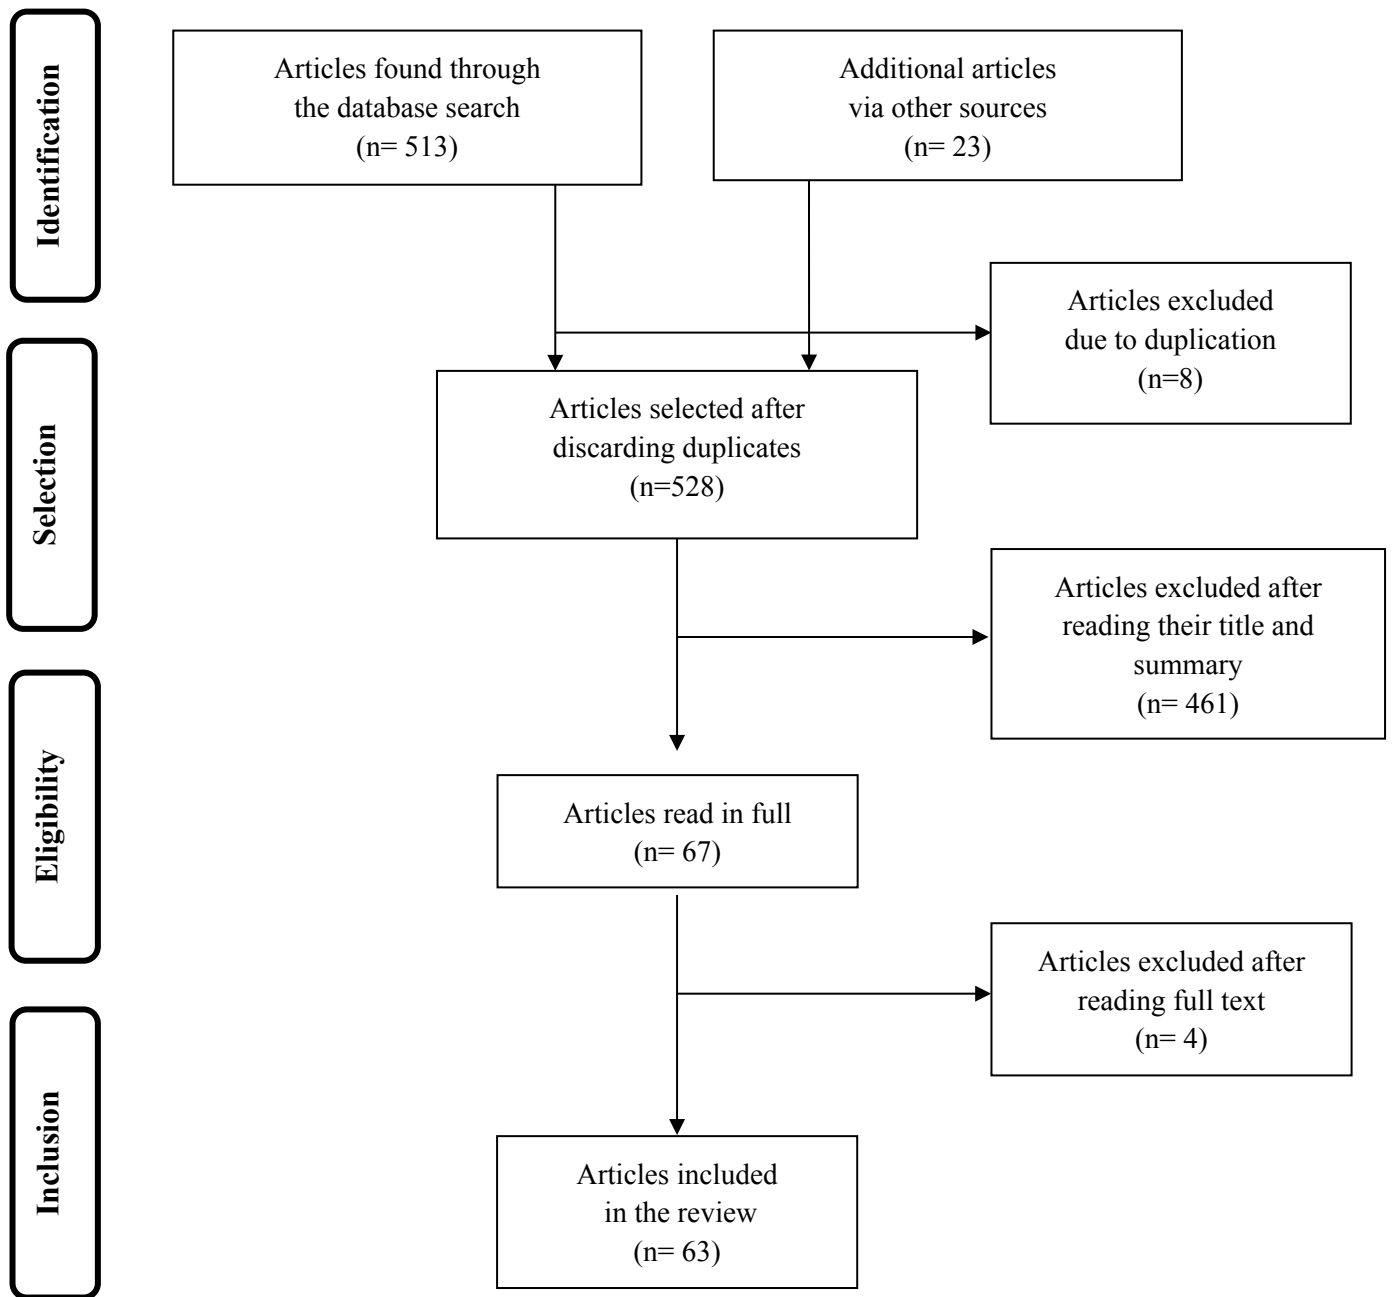 Identification
Articles found through
the database search
(n= 513)
Additional articles
via other sources
(n= 23)
Articles excluded
due to duplication
(n=8)
Selection
Articles selected after
discarding duplicates
(n=528)
Articles excluded after
reading their title and
summary
(n= 461)
Eligibility
Articles read in full
(n= 67)
Articles excluded after
reading full text
(n= 4)
Inclusion
Articles included
in the review
(n= 63)